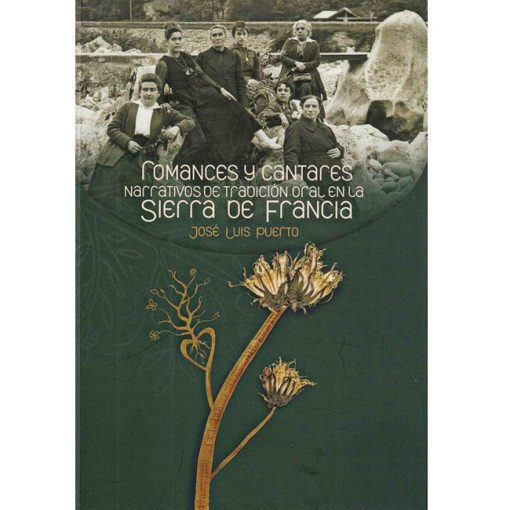 Romances y cantares
narrativos de tradición oral en la
Sierra de Francia
José Luis Puerto